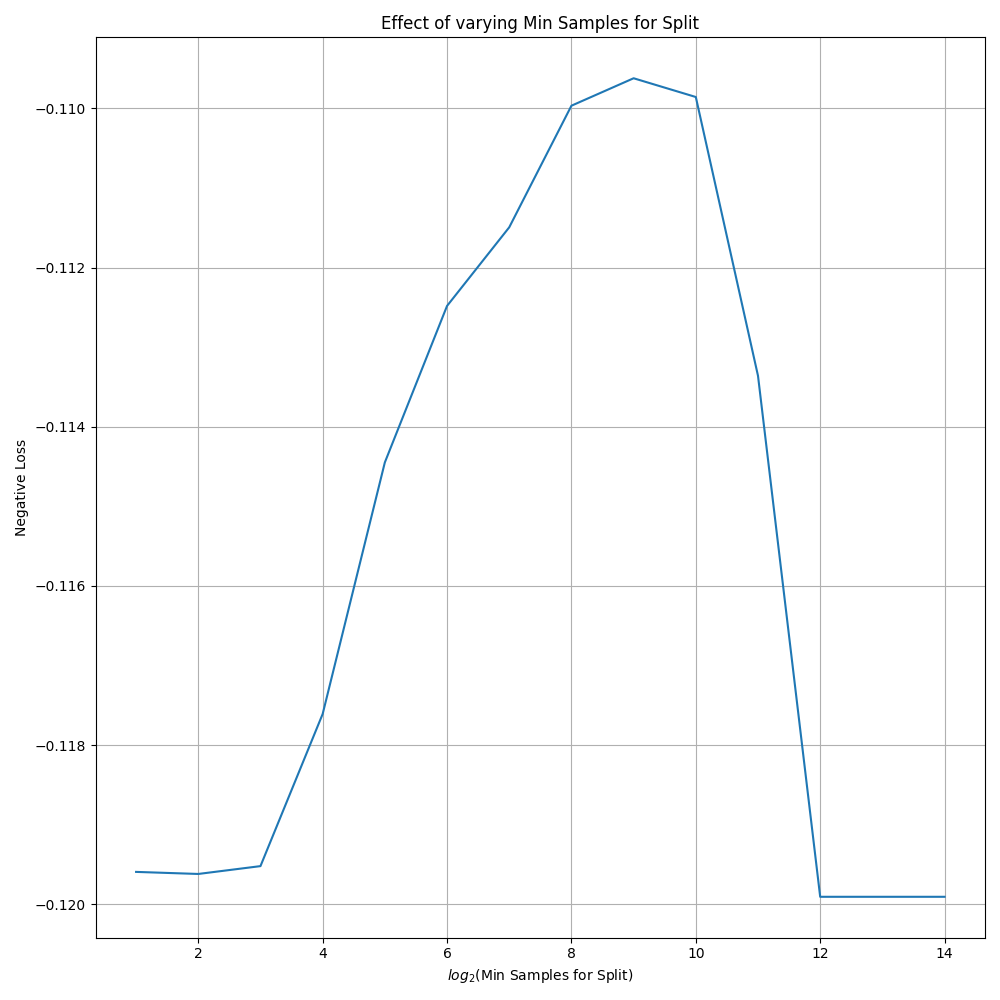 Effect of varying Min Samples for Split
−0.110
−0.112
−0.114
−0.116
−0.118
−0.120
Negative Loss
2 4 6 8 10 12 14
log₂(Min Samples for Split)